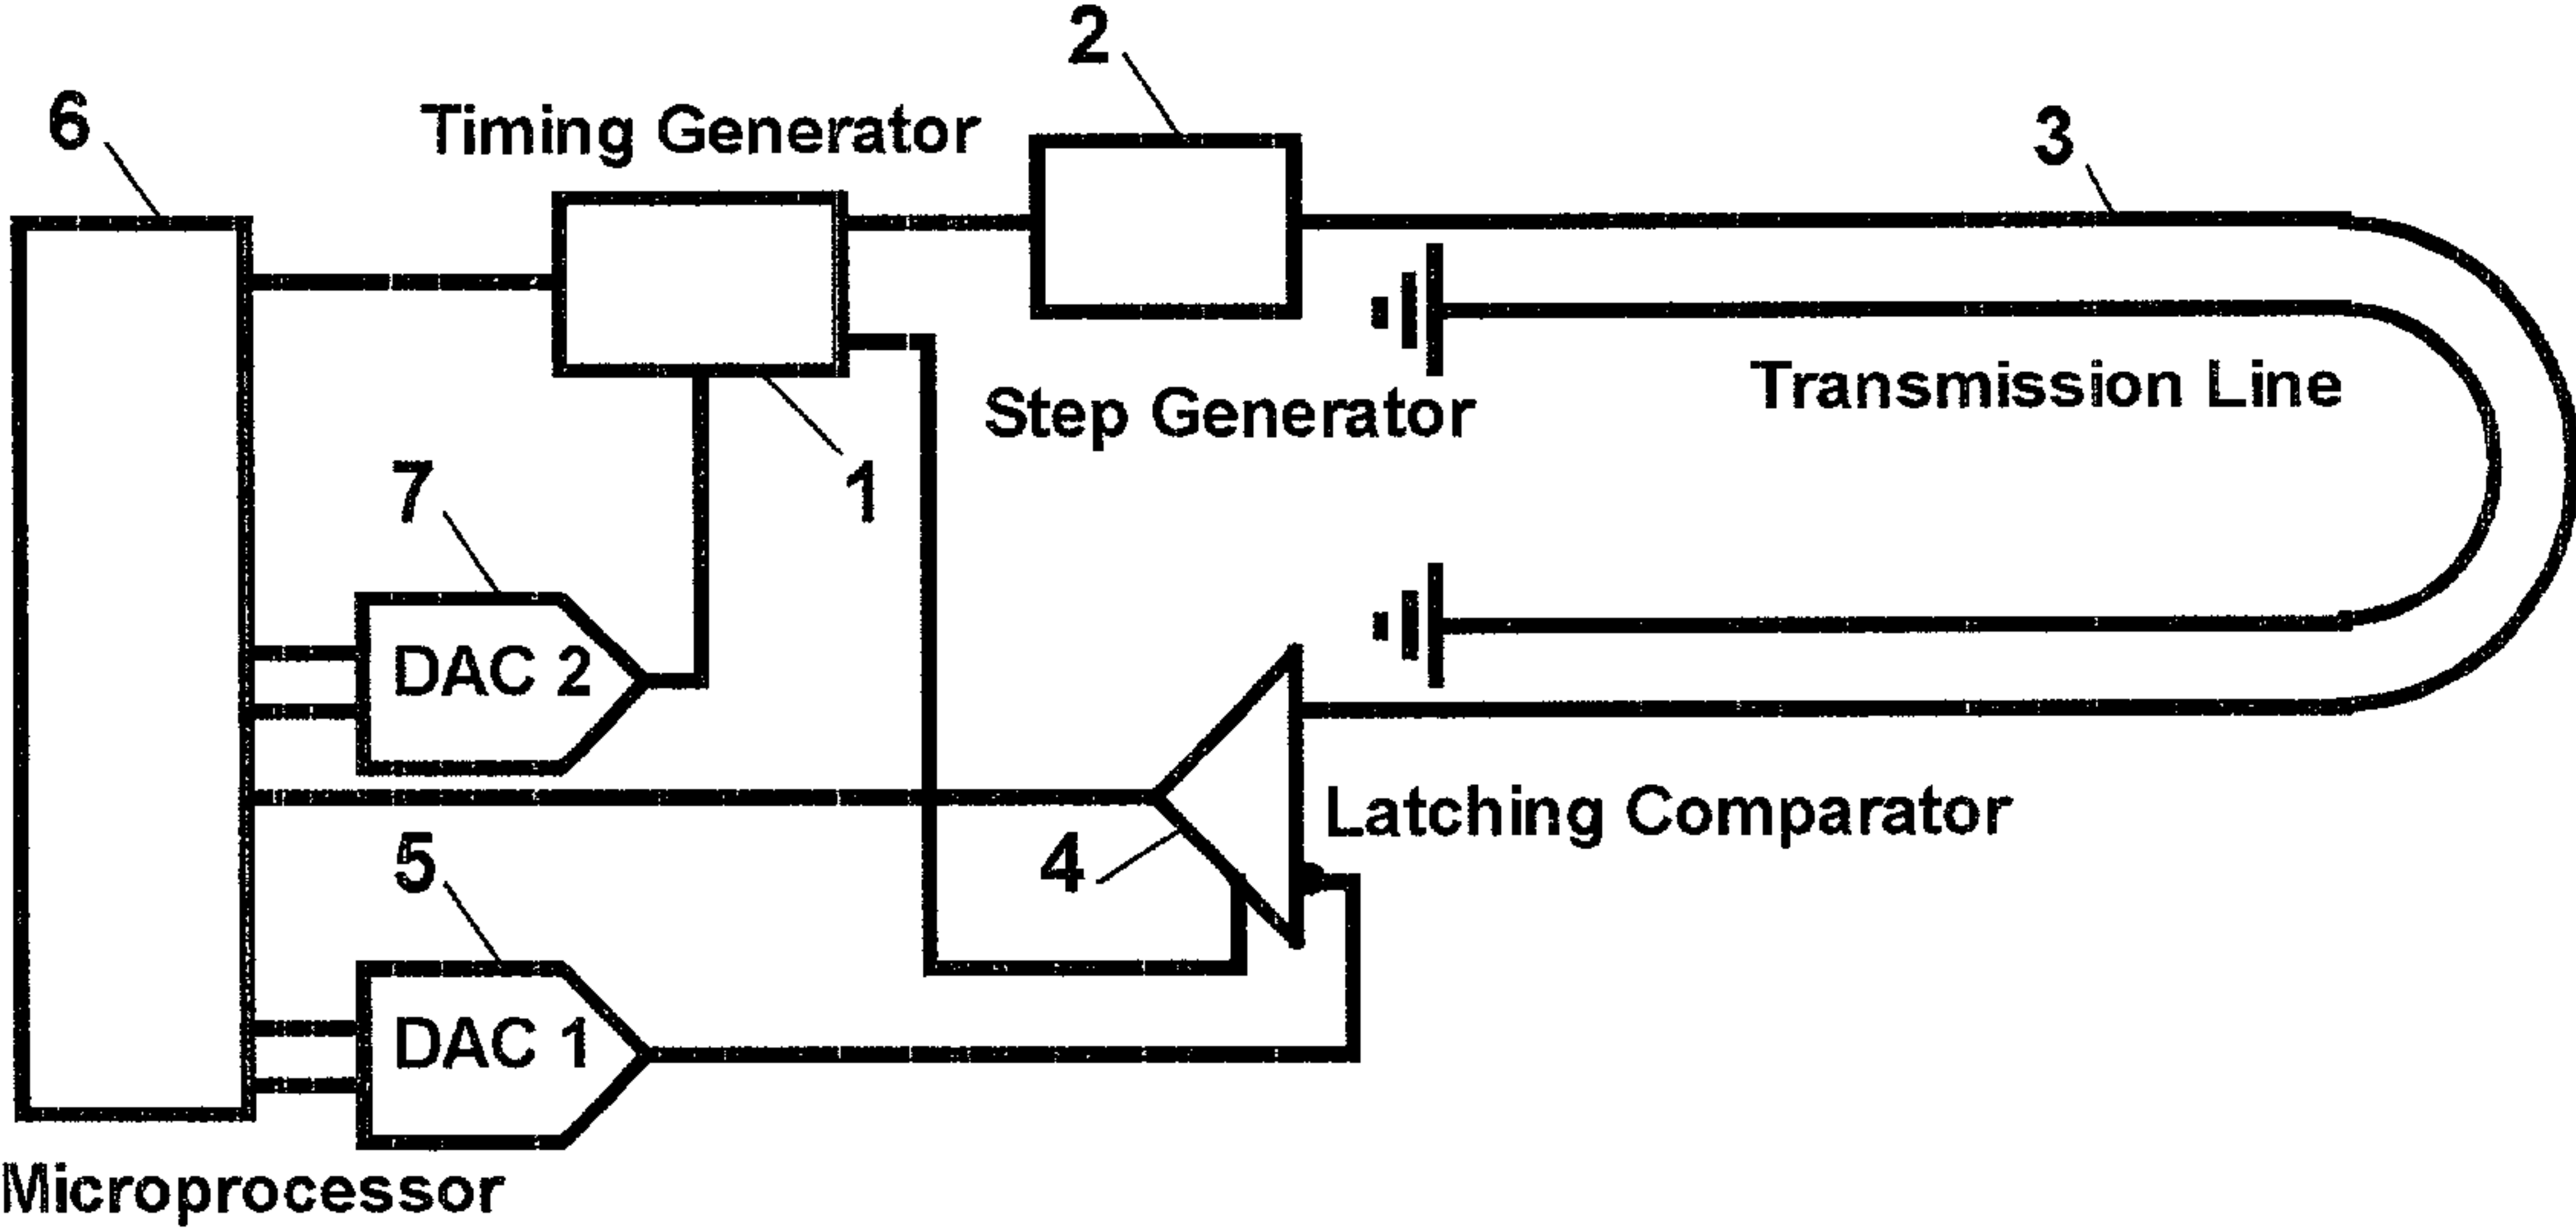 2
6
Timing Generator
3
Transmission Line
Step Generator
7
1
DAC 2
Latching Comparator
5
4
DAC 1
Microprocessor